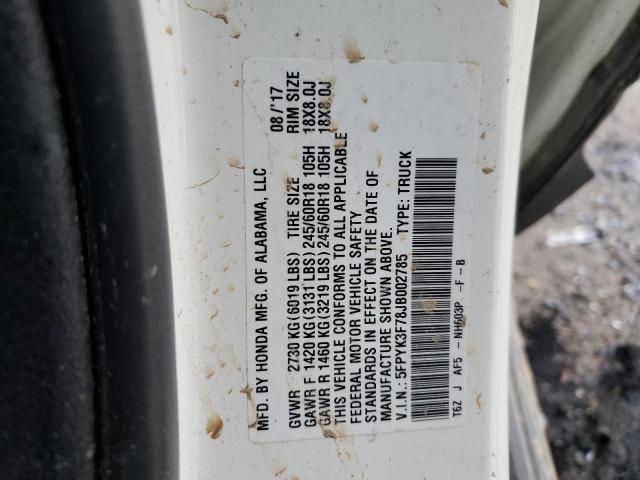 MFD. BY HONDA MFG. OF ALABAMA, LLC 08/'17
GVWR 2730 KG(6019 LBS) TIRE SIZE RIM SIZE
GAWR F 1420 KG(3131 LBS)245/60R18 105H 18X8.0J
GAWR R 1460 KG(3219 LBS)245/60R18 105H 18X8.0J
THIS VEHICLE CONFORMS TO ALL APPLICABLE
FEDERAL MOTOR VEHICLE SAFETY
STANDARDS IN EFFECT ON THE DATE OF
MANUFACTURE SHOWN ABOVE.
V.I.N.: 5FPYK3F78JB002785 TYPE: TRUCK
T6Z J AF5 - NH603P -F -B